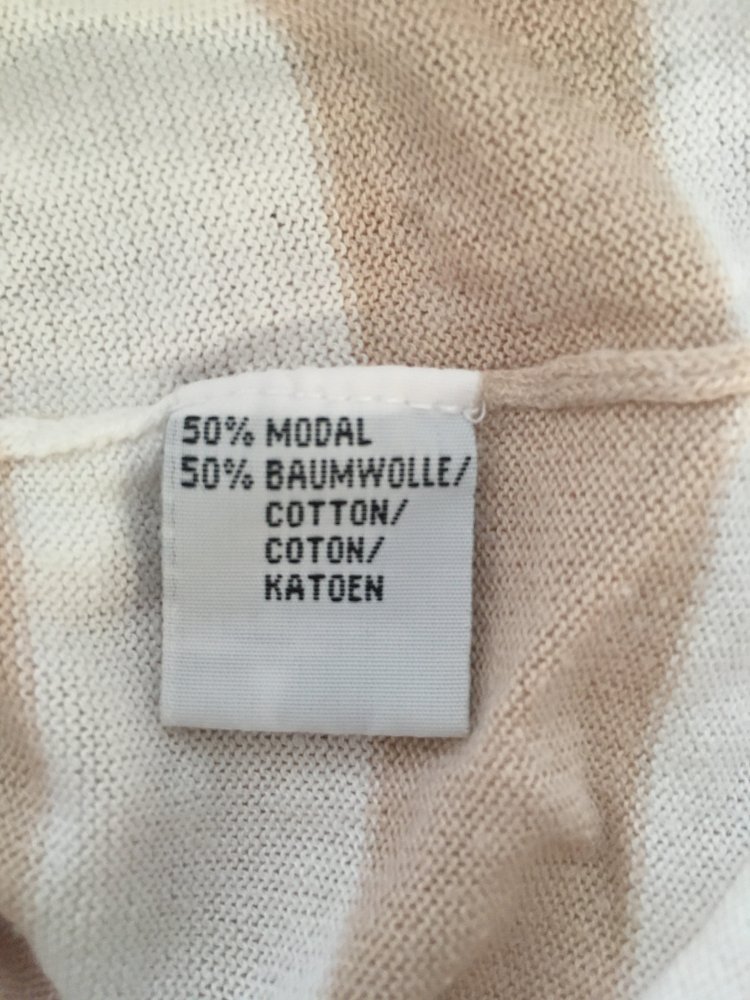 50% MODAL
50% BAUMWOLLE/
COTTON/
COTON/
KATOEN